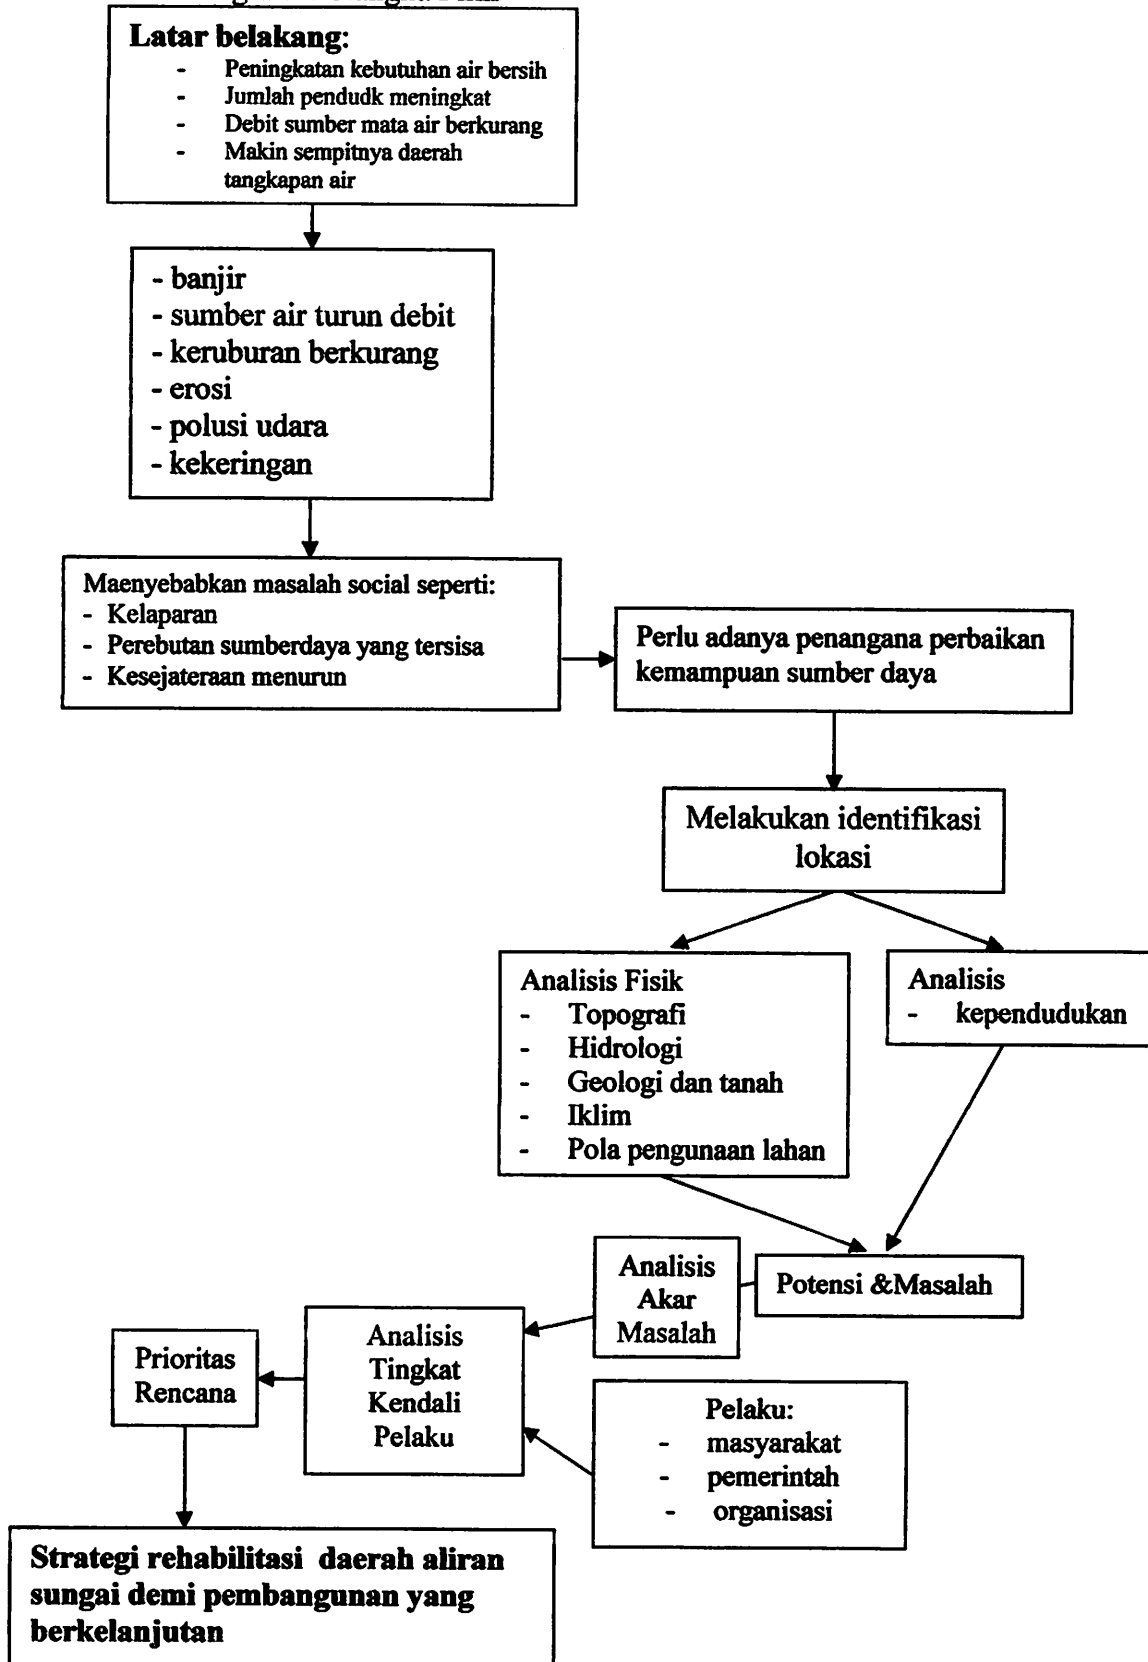 Latar belakang:
- Peningkatan kebutuhan air bersih
- Jumlah pendudk meningkat
- Debit sumber mata air berkurang
- Makin sempitnya daerah
tangkapan air
- banjir
- sumber air turun debit
- keruburan berkurang
- erosi
- polusi udara
- kekeringan
Maenyebabkan masalah social seperti:
- Kelaparan
- Perebutan sumberdaya yang tersisa
- Kesejateraan menurun
Perlu adanya penangana perbaikan
kemampuan sumber daya
Melakukan identifikasi
lokasi
Analisis Fisik
- Topografi
- Hidrologi
- Geologi dan tanah
- Iklim
- Pola pengunaan lahan
Analisis
- kependudukan
Potensi &Masalah
Analisis
Akar
Masalah
Pelaku:
- masyarakat
- pemerintah
- organisasi
Analisis
Tingkat
Kendali
Pelaku
Prioritas
Rencana
Strategi rehabilitasi daerah aliran
sungai demi pembangunan yang
berkelanjutan